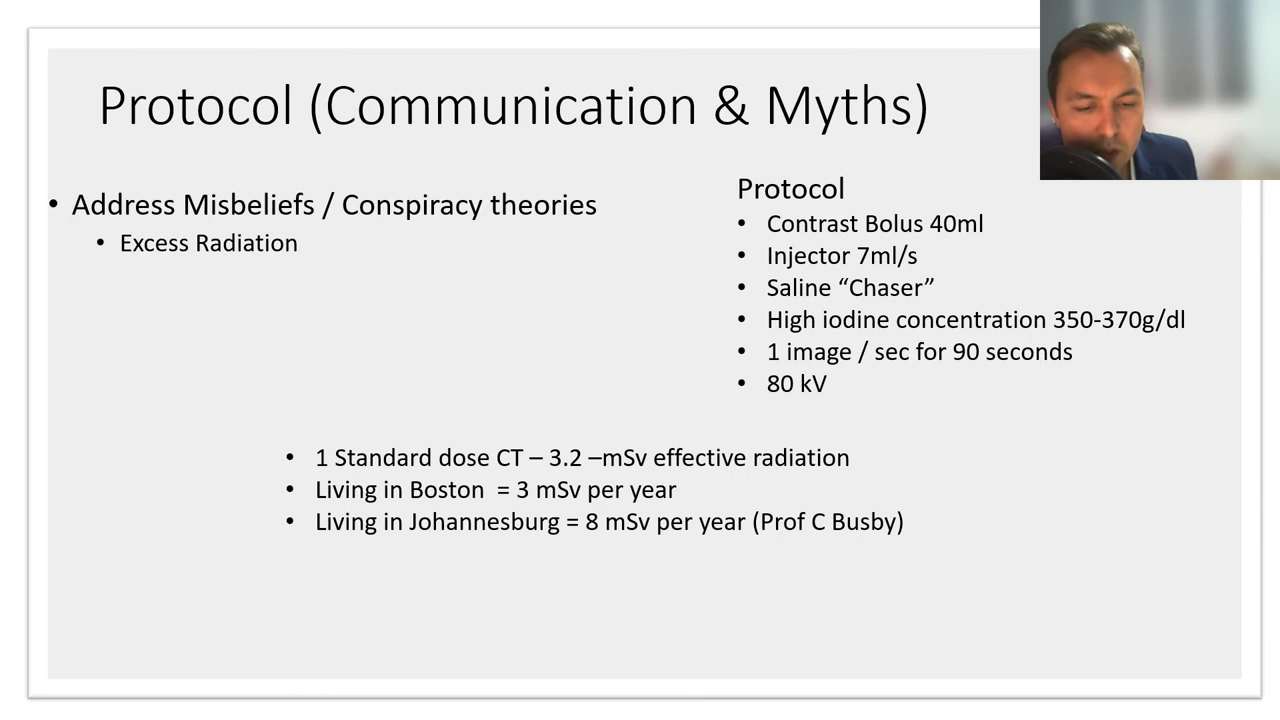 Protocol (Communication & Myths)
• Address Misbeliefs / Conspiracy theories
• Excess Radiation
Protocol
• Contrast Bolus 40ml
• Injector 7ml/s
• Saline “Chaser”
• High iodine concentration 350-370g/dl
• 1 image / sec for 90 seconds
• 80 kV
• 1 Standard dose CT – 3.2 –mSv effective radiation
• Living in Boston  = 3 mSv per year
• Living in Johannesburg = 8 mSv per year (Prof C Busby)